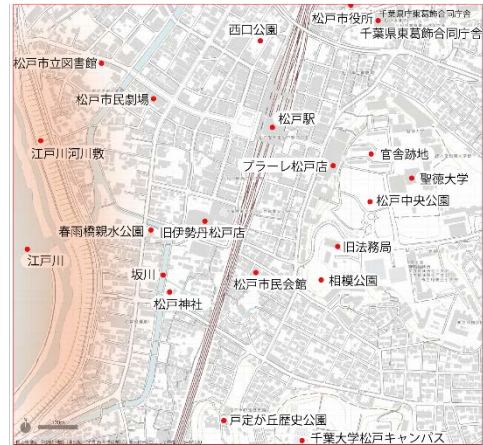 千葉県庁東葛飾合同庁舎
松戸市役所
西口公園
千葉県東葛飾合同庁舎
松戸市立図書館
松戸市民劇場
松戸駅
江戸川河川敷
官舎跡地
プラーレ松戸店
聖徳大学
松戸中央公園
春雨橋親水公園
旧伊勢丹松戸店
旧法務局
江戸川
坂川
松戸市民会館
相模公園
松戸神社
戸定が丘歴史公園
千葉大学松戸キャンパス